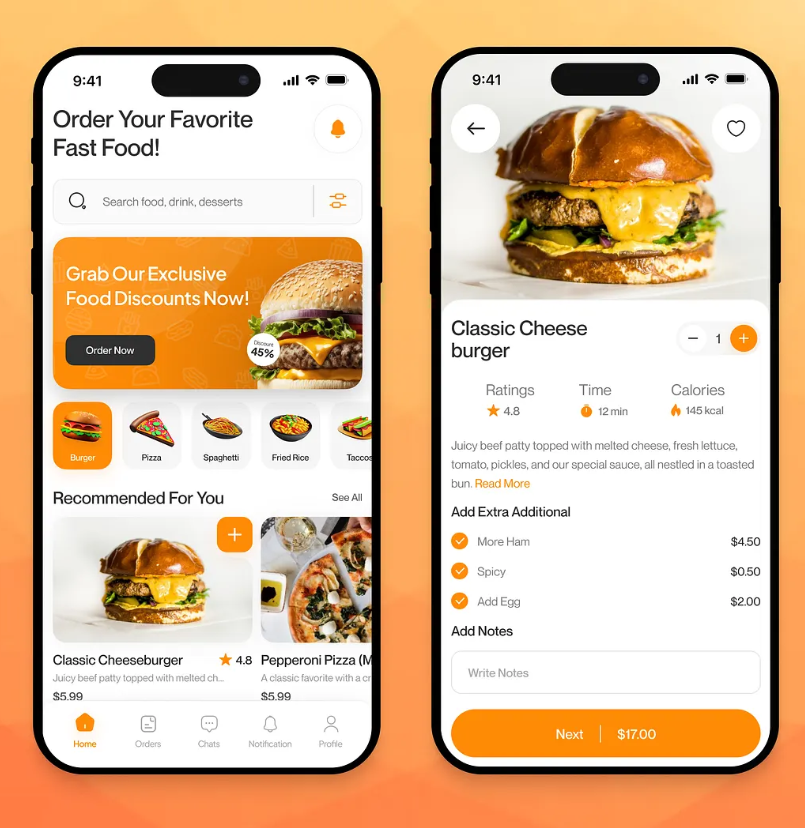 9:41
Order Your Favorite
Fast Food!
Search food, drink, desserts
Grab Our Exclusive
Food Discounts Now!
Order Now
Discount
45%
Burger
Pizza
Spaghetti
Fried Rice
Taccos
Recommended For You
See All
Classic Cheeseburger
4.8
Juicy beef patty topped with melted ch...
$5.99
Pepperoni Pizza (M
A classic favorite with a cr
$5.99
Home
Orders
Chats
Notification
Profile
9:41
Classic Cheese
burger
1
Ratings
Time
Calories
4.8
12 min
145 kcal
Juicy beef patty topped with melted cheese, fresh lettuce,
tomato, pickles, and our special sauce, all nestled in a toasted
bun. Read More
Add Extra Additional
More Ham
$4.50
Spicy
$0.50
Add Egg
$2.00
Add Notes
Write Notes
Next
$17.00